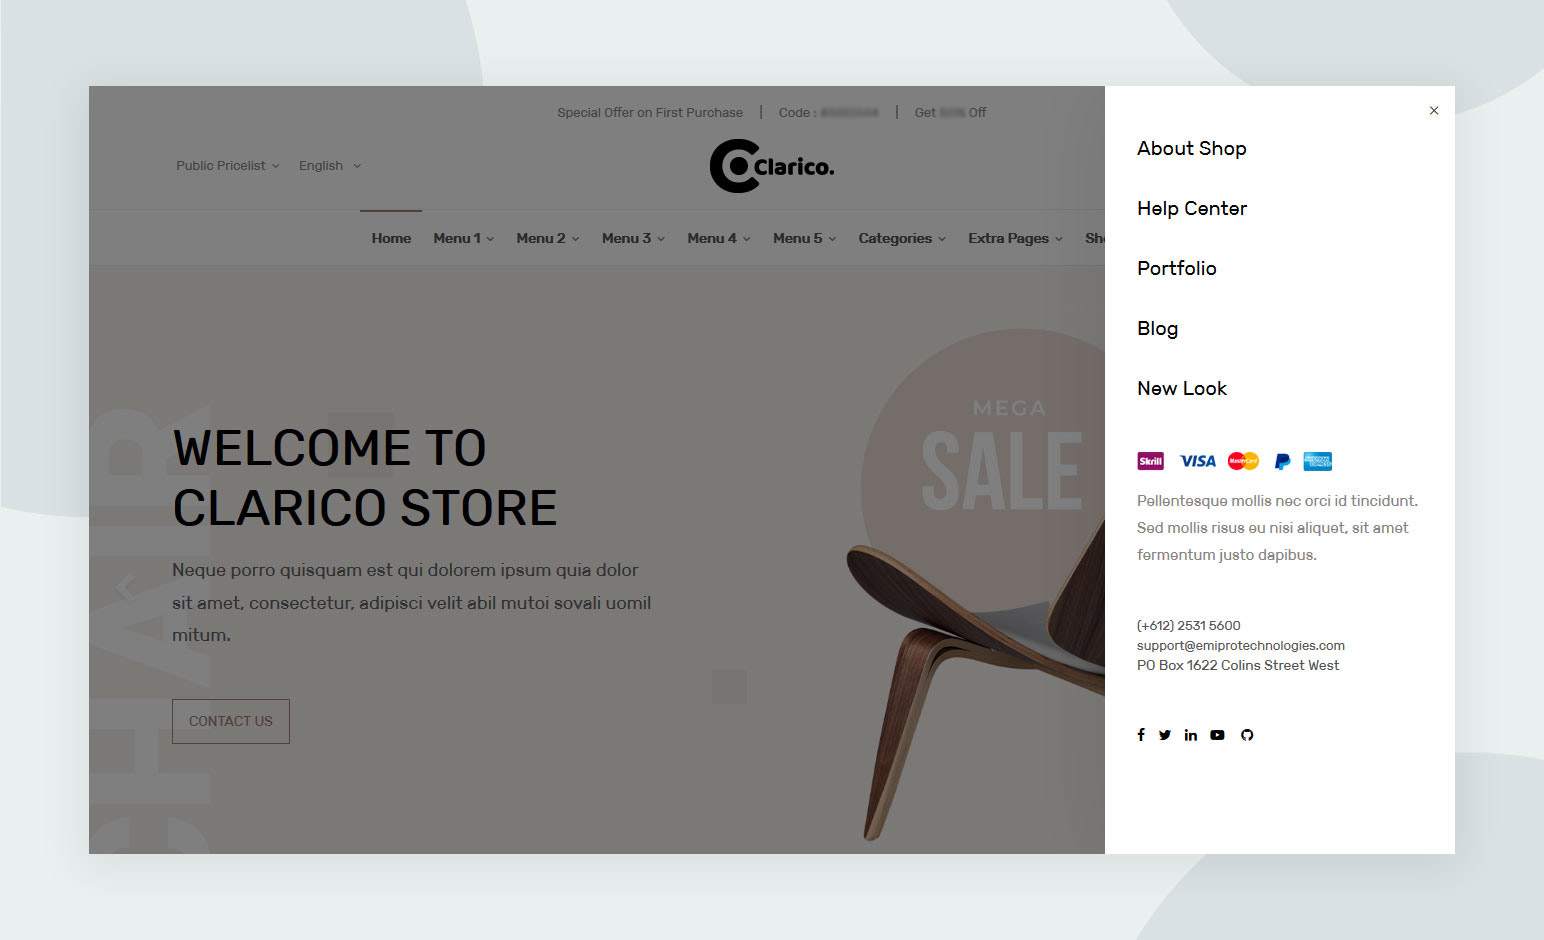 Special Offer on First Purchase | Code : | Get Off
Public Pricelist English
Clarico.
Home Menu 1 Menu 2 Menu 3 Menu 4 Menu 5 Categories Extra Pages
CHAIR
MEGA
SALE
WELCOME TO
CLARICO STORE
Neque porro quisquam est qui dolorem ipsum quia dolor
sit amet, consectetur, adipisci velit abil mutoi sovali uomil
mitum.
CONTACT US
×
About Shop
Help Center
Portfolio
Blog
New Look
Skrill VISA MasterCard
Pellentesque mollis nec orci id tincidunt.
Sed mollis risus eu nisi aliquet, sit amet
fermentum justo dapibus.
(+612) 2531 5600
support@emiprotechnologies.com
PO Box 1622 Colins Street West